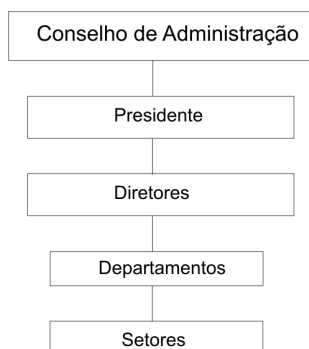 Conselho de Administração
Presidente
Diretores
Departamentos
Setores